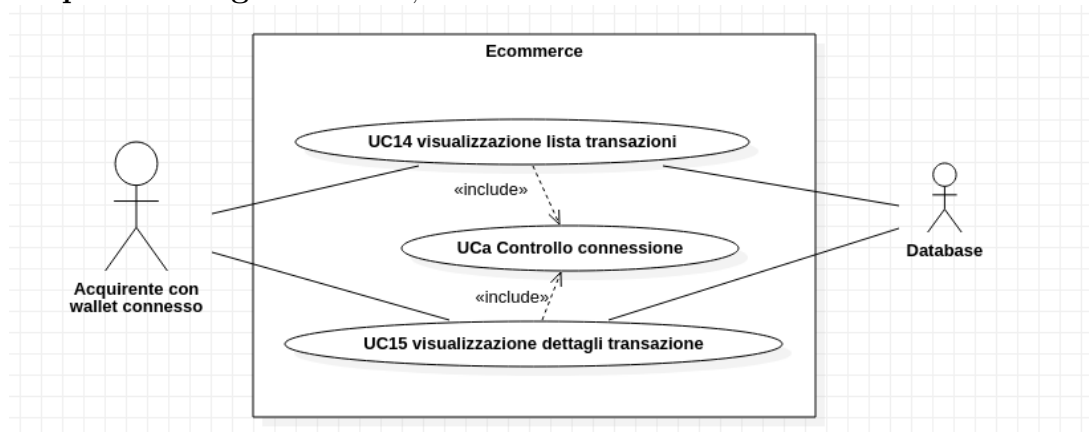 Ecommerce
UC14 visualizzazione lista transazioni
«include»
UCa Controllo connessione
Database
Acquirente con
wallet connesso
«include»
UC15 visualizzazione dettagli transazione